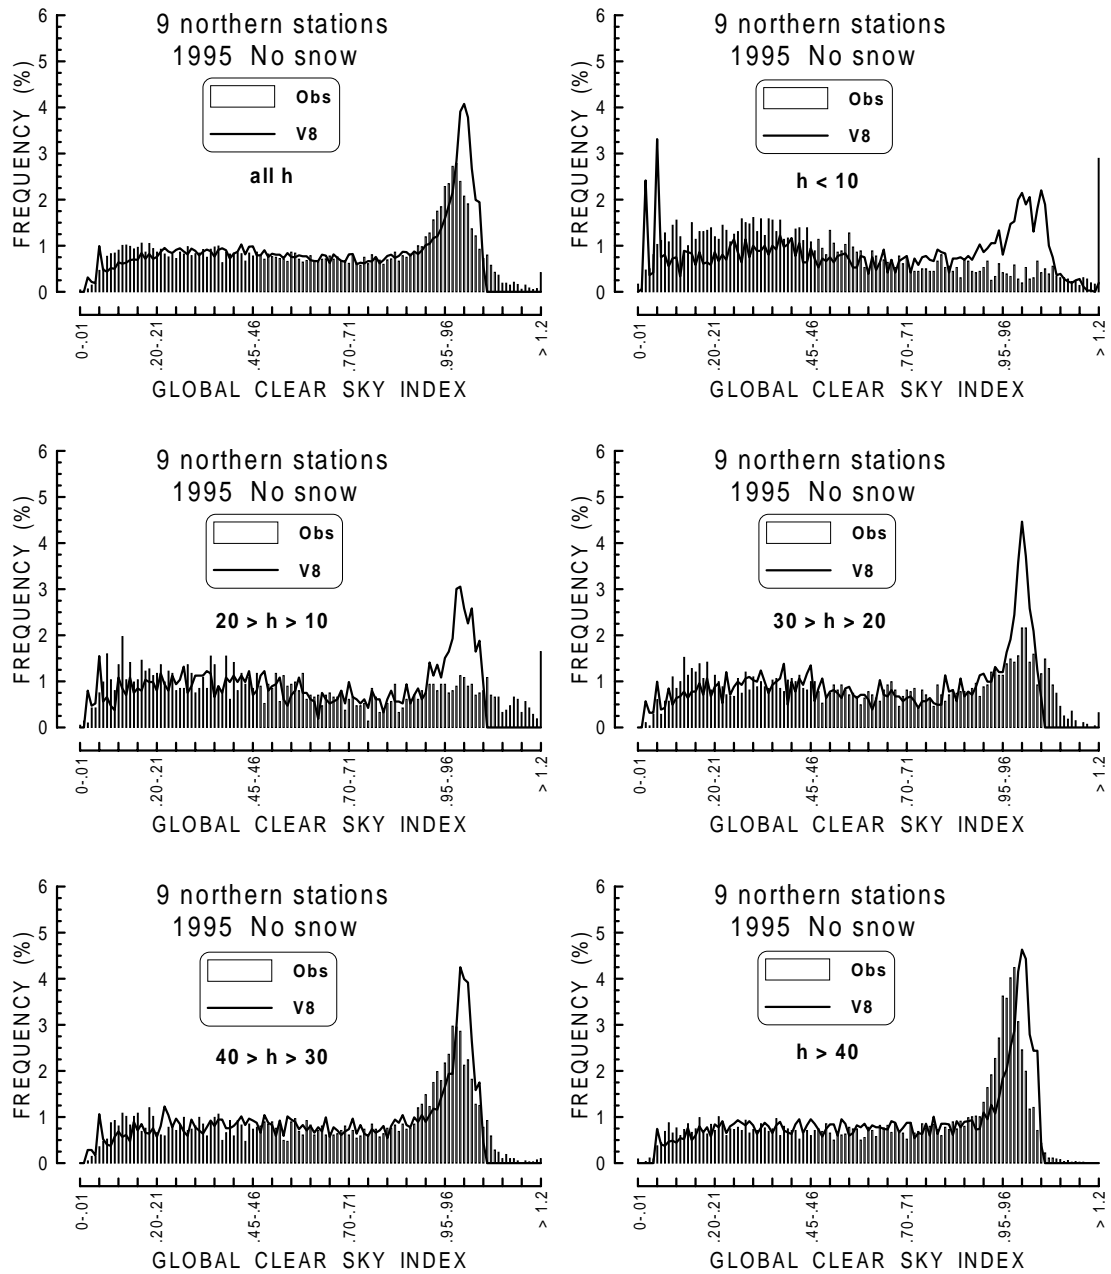 9 northern stations
1995 No snow
Obs
V8
all h
FREQUENCY (%)
6
5
4
3
2
1
0
0-.01
.20-.21
.45-.46
.70-.71
.95-.96
> 1.2
GLOBAL CLEAR SKY INDEX
9 northern stations
1995 No snow
Obs
V8
h < 10
FREQUENCY (%)
6
5
4
3
2
1
0
0-.01
.20-.21
.45-.46
.70-.71
.95-.96
> 1.2
GLOBAL CLEAR SKY INDEX
9 northern stations
1995 No snow
Obs
V8
20 > h > 10
FREQUENCY (%)
6
5
4
3
2
1
0
0-.01
.20-.21
.45-.46
.70-.71
.95-.96
> 1.2
GLOBAL CLEAR SKY INDEX
9 northern stations
1995 No snow
Obs
V8
30 > h > 20
FREQUENCY (%)
6
5
4
3
2
1
0
0-.01
.20-.21
.45-.46
.70-.71
.95-.96
> 1.2
GLOBAL CLEAR SKY INDEX
9 northern stations
1995 No snow
Obs
V8
40 > h > 30
FREQUENCY (%)
6
5
4
3
2
1
0
0-.01
.20-.21
.45-.46
.70-.71
.95-.96
> 1.2
GLOBAL CLEAR SKY INDEX
9 northern stations
1995 No snow
Obs
V8
h > 40
FREQUENCY (%)
6
5
4
3
2
1
0
0-.01
.20-.21
.45-.46
.70-.71
.95-.96
> 1.2
GLOBAL CLEAR SKY INDEX